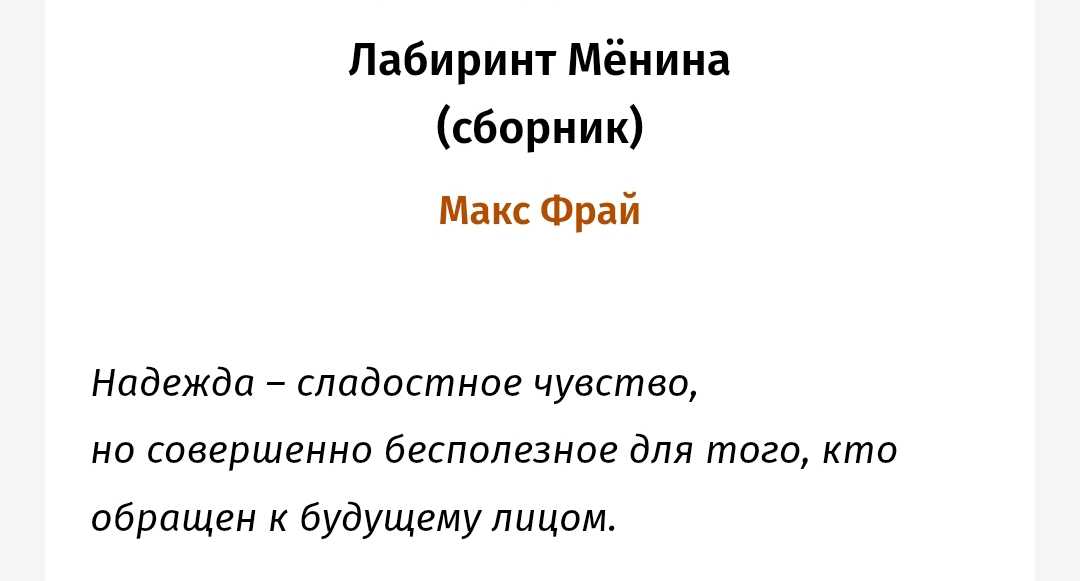 Лабиринт Мёнина
(сборник)
Макс Фрай
Надежда – сладостное чувство,
но совершенно бесполезное для того, кто
обращен к будущему лицом.